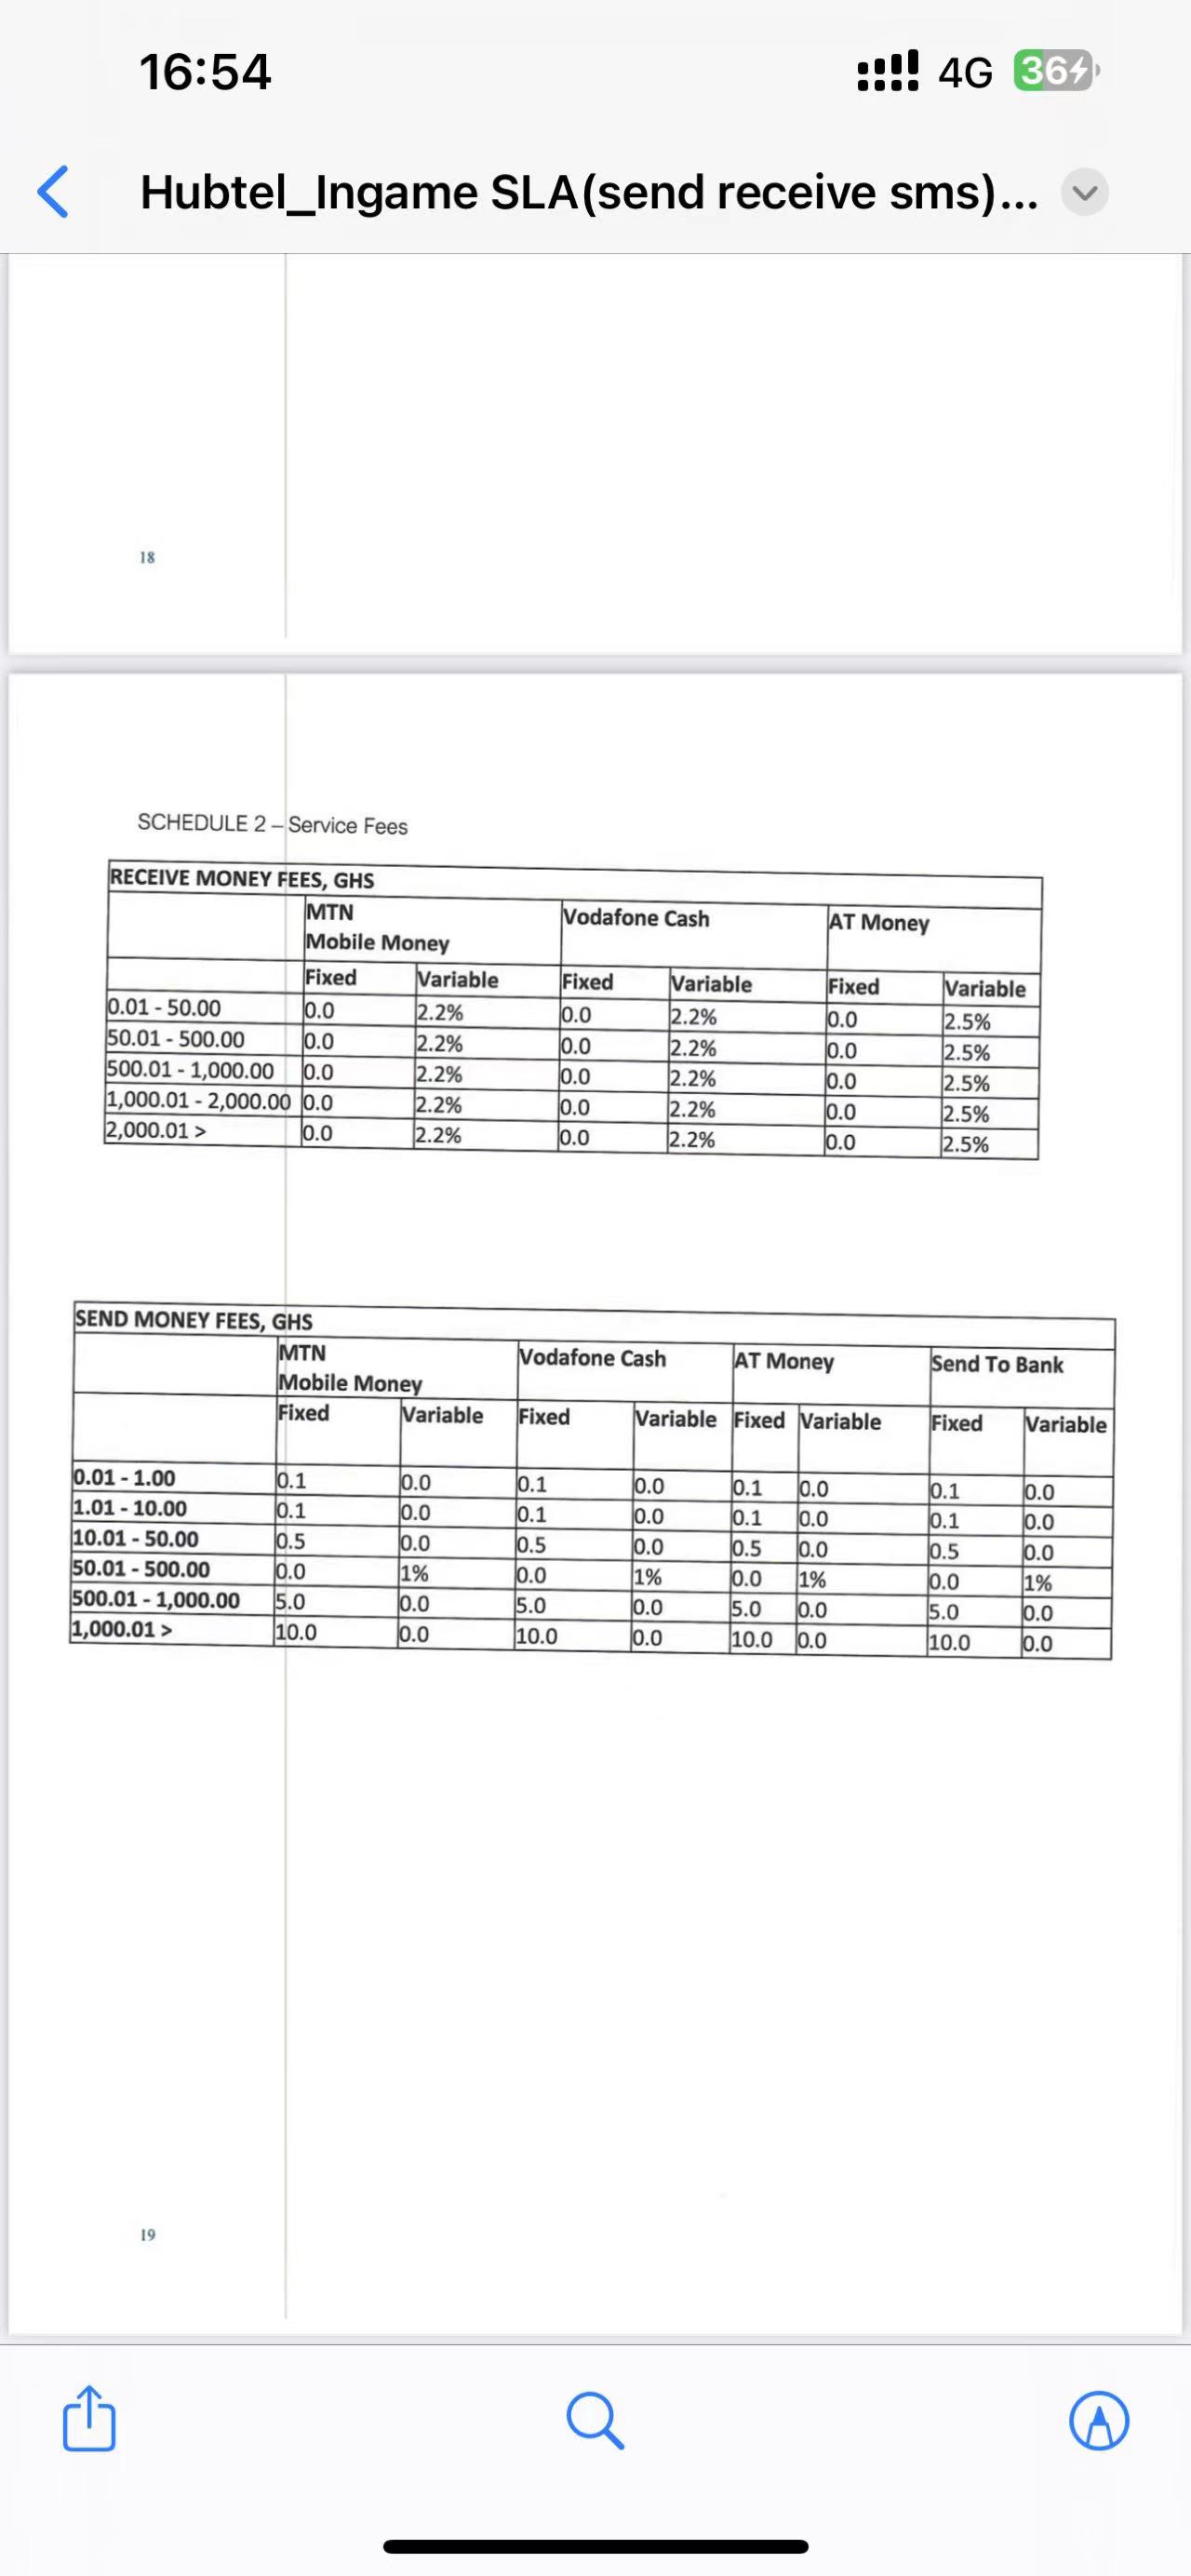 16:54
4G 36
Hubtel_Ingame SLA(send receive sms)...
18
SCHEDULE 2 – Service Fees
RECEIVE MONEY FEES, GHS
MTN Mobile Money Vodafone Cash AT Money
Fixed Variable Fixed Variable Fixed Variable
0.01 - 50.00 0.0 2.2% 0.0 2.2% 0.0 2.5%
50.01 - 500.00 0.0 2.2% 0.0 2.2% 0.0 2.5%
500.01 - 1,000.00 0.0 2.2% 0.0 2.2% 0.0 2.5%
1,000.01 - 2,000.00 0.0 2.2% 0.0 2.2% 0.0 2.5%
2,000.01 > 0.0 2.2% 0.0 2.2% 0.0 2.5%
SEND MONEY FEES, GHS
MTN Mobile Money Vodafone Cash AT Money Send To Bank
Fixed Variable Fixed Variable Fixed Variable Fixed Variable
0.01 - 1.00 0.1 0.0 0.1 0.0 0.1 0.0 0.1 0.0
1.01 - 10.00 0.1 0.0 0.1 0.0 0.1 0.0 0.1 0.0
10.01 - 50.00 0.5 0.0 0.5 0.0 0.5 0.0 0.5 0.0
50.01 - 500.00 0.0 1% 0.0 1% 0.0 1% 0.0 1%
500.01 - 1,000.00 5.0 0.0 5.0 0.0 5.0 0.0 5.0 0.0
1,000.01 > 10.0 0.0 10.0 0.0 10.0 0.0 10.0 0.0
19